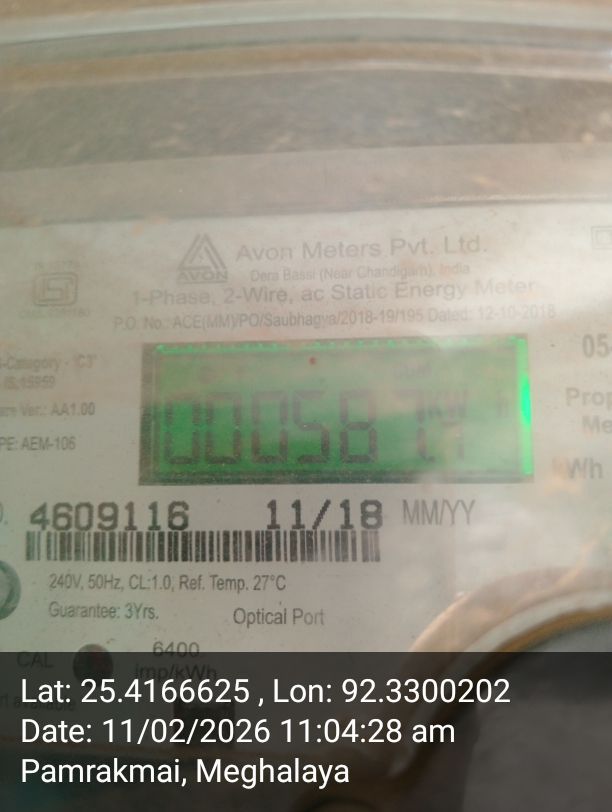 AVON
Avon Meters Pvt. Ltd.
Dera Bassi (Near Chandigarh), India
1-Phase, 2-Wire, ac Static Energy Meter
P.O. No.: ACE(MM)/PO/Saubhagya/2018-19/195 Dated: 12-10-2018
-Category - 'C3'
IS:15959
are Ver.: AA1.00
PE: AEM-106
kW h
05
Prop
Me
Wh
4609116 11/18 MM/YY
240V, 50Hz, CL:1.0, Ref. Temp. 27°C
Guarantee: 3Yrs.
Optical Port
CAL
6400
imp/kWh
Lat: 25.4166625 , Lon: 92.3300202
Date: 11/02/2026 11:04:28 am
Pamrakmai, Meghalaya